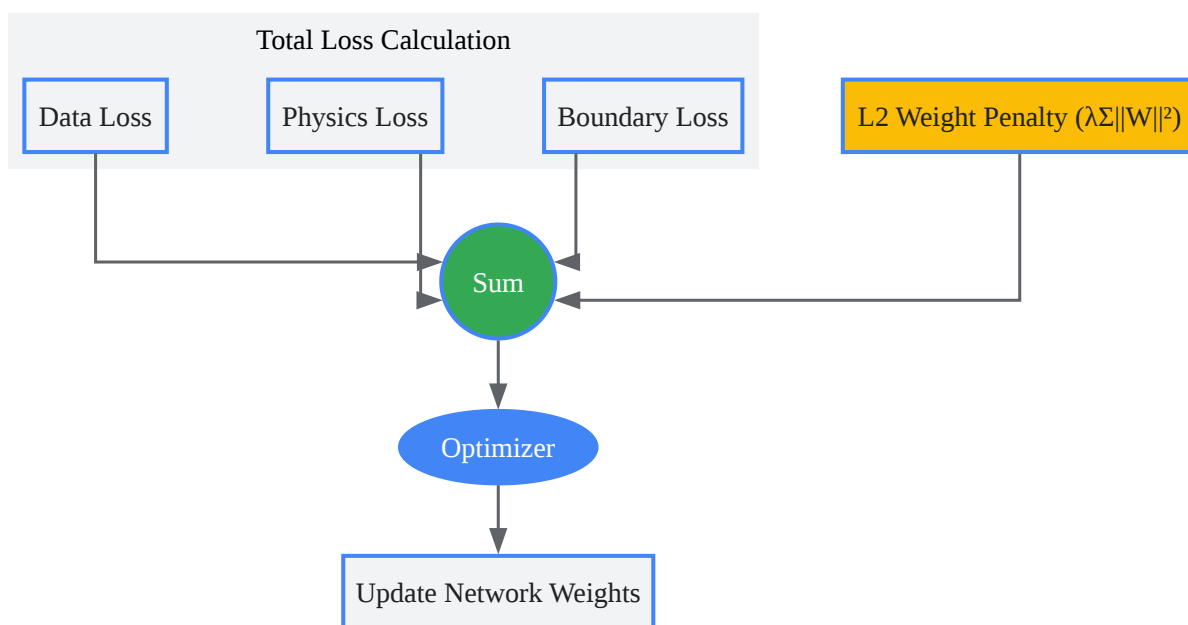 Total Loss Calculation
Data Loss
Physics Loss
Boundary Loss
L2 Weight Penalty (λΣ||W||²)
Sum
Optimizer
Update Network Weights